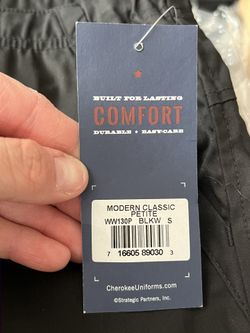 BUILT FOR LASTING
COMFORT
DURABLE • EASY-CARE
MODERN CLASSIC
PETITE
WW130P BLKW S
7 16605 89030 3
CherokeeUniforms.com
©Strategic Partners, Inc.